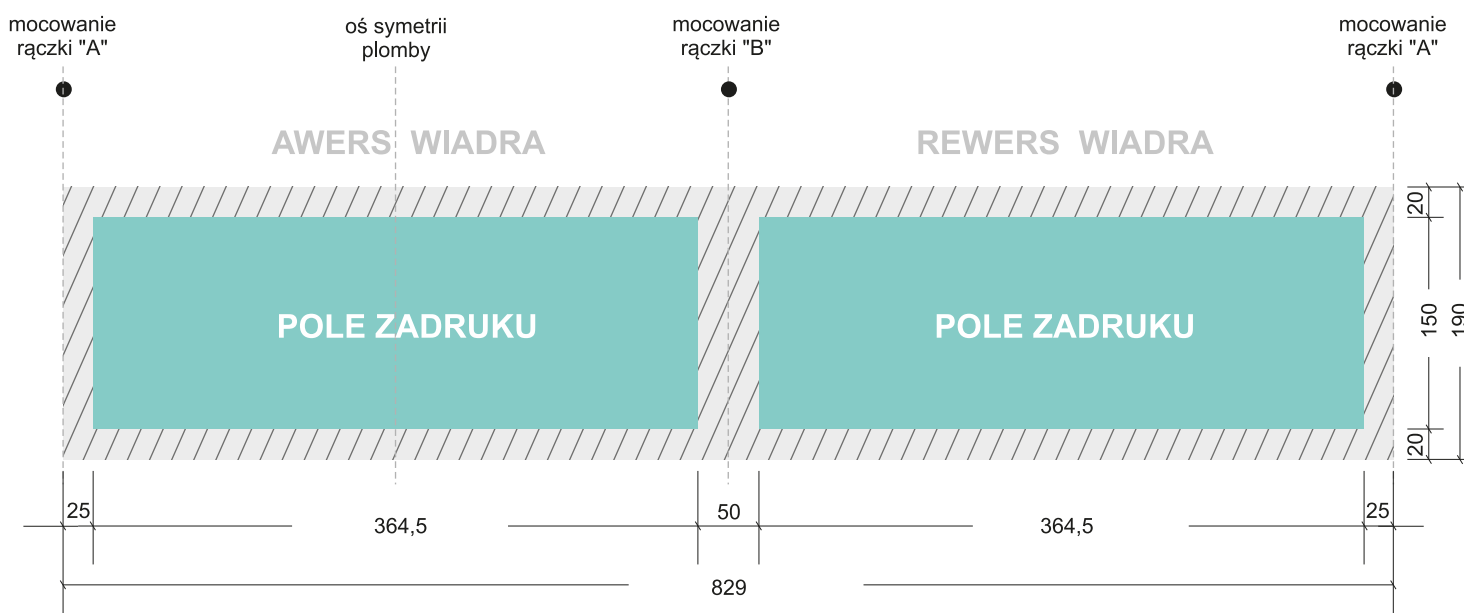 mocowanie
rączki "A"
oś symetrii
plomby
mocowanie
rączki "B"
mocowanie
rączki "A"
AWERS WIADRA
REWERS WIADRA
POLE ZADRUKU
POLE ZADRUKU
20
150
190
20
25
364,5
50
364,5
25
829